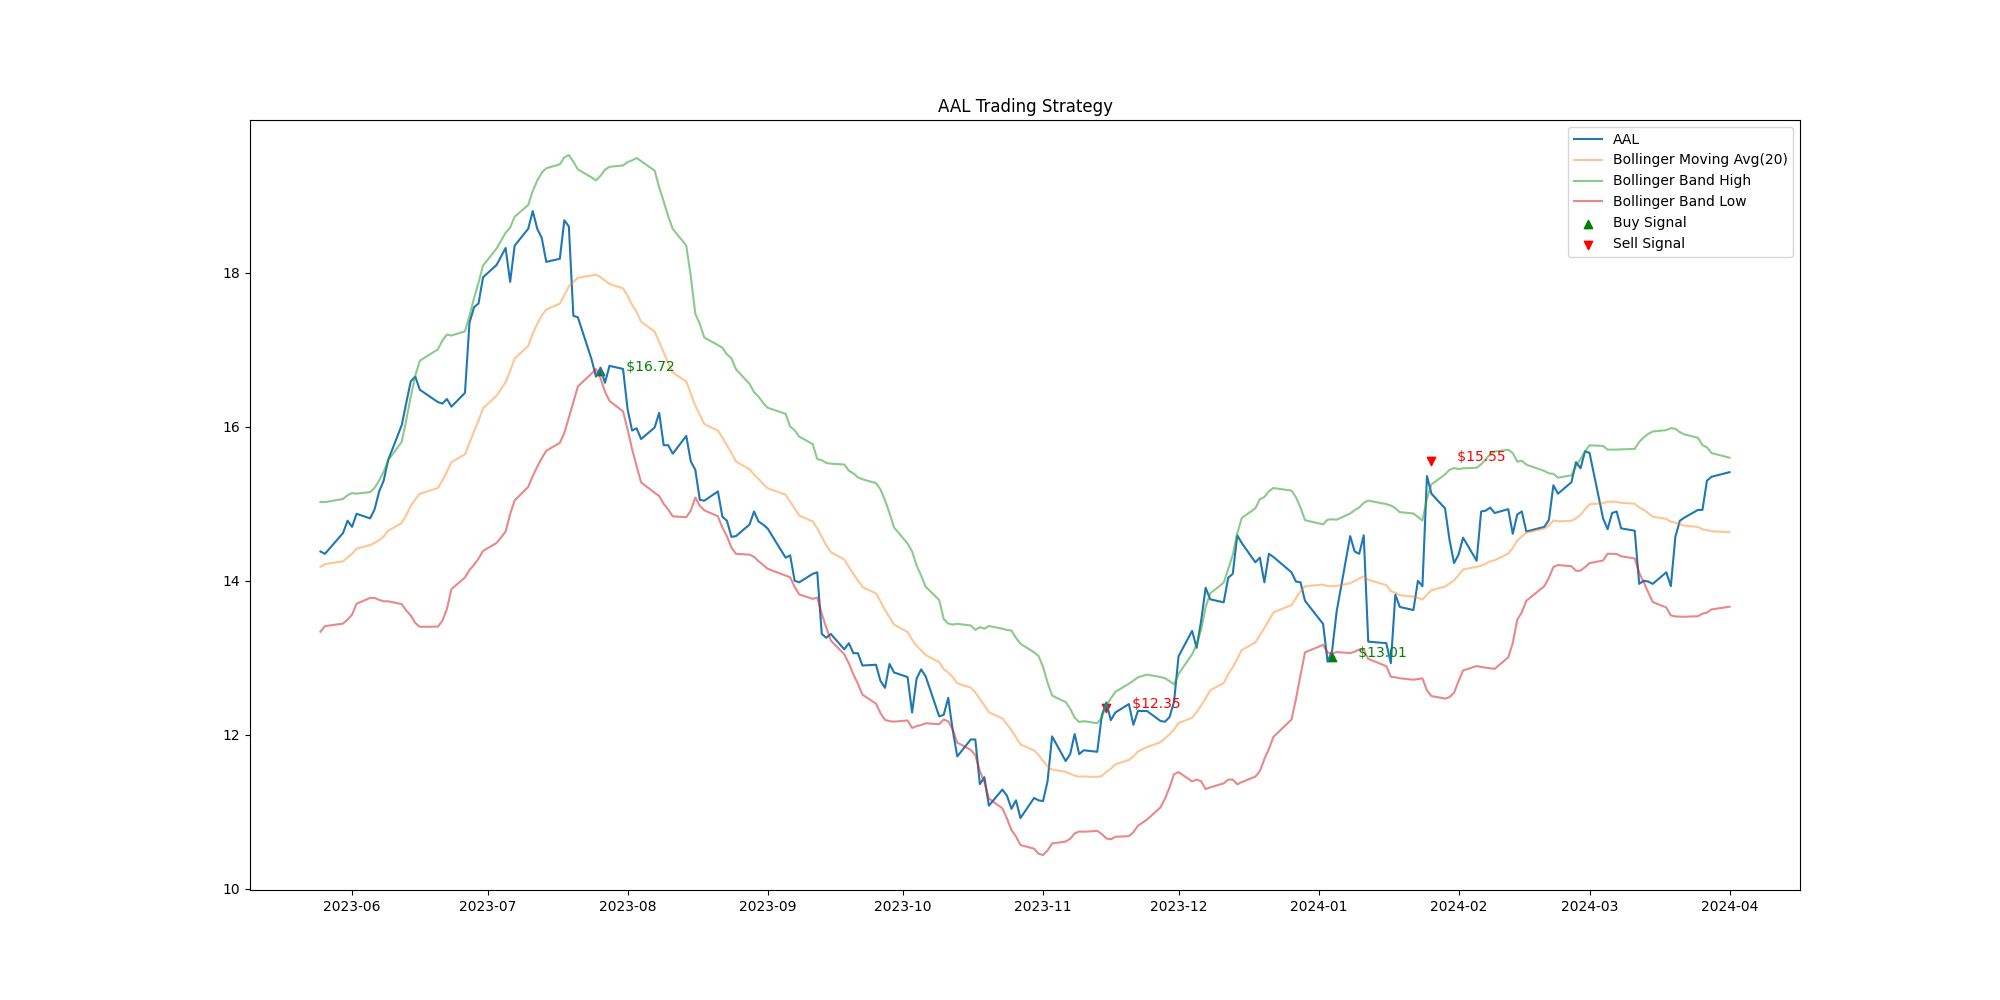 AAL Trading Strategy
AAL
Bollinger Moving Avg(20)
Bollinger Band High
Bollinger Band Low
Buy Signal
Sell Signal
18
16
14
12
10
$16.72
$12.35
$13.01
$15.55
2023-06 2023-07 2023-08 2023-09 2023-10 2023-11 2023-12 2024-01 2024-02 2024-03 2024-04